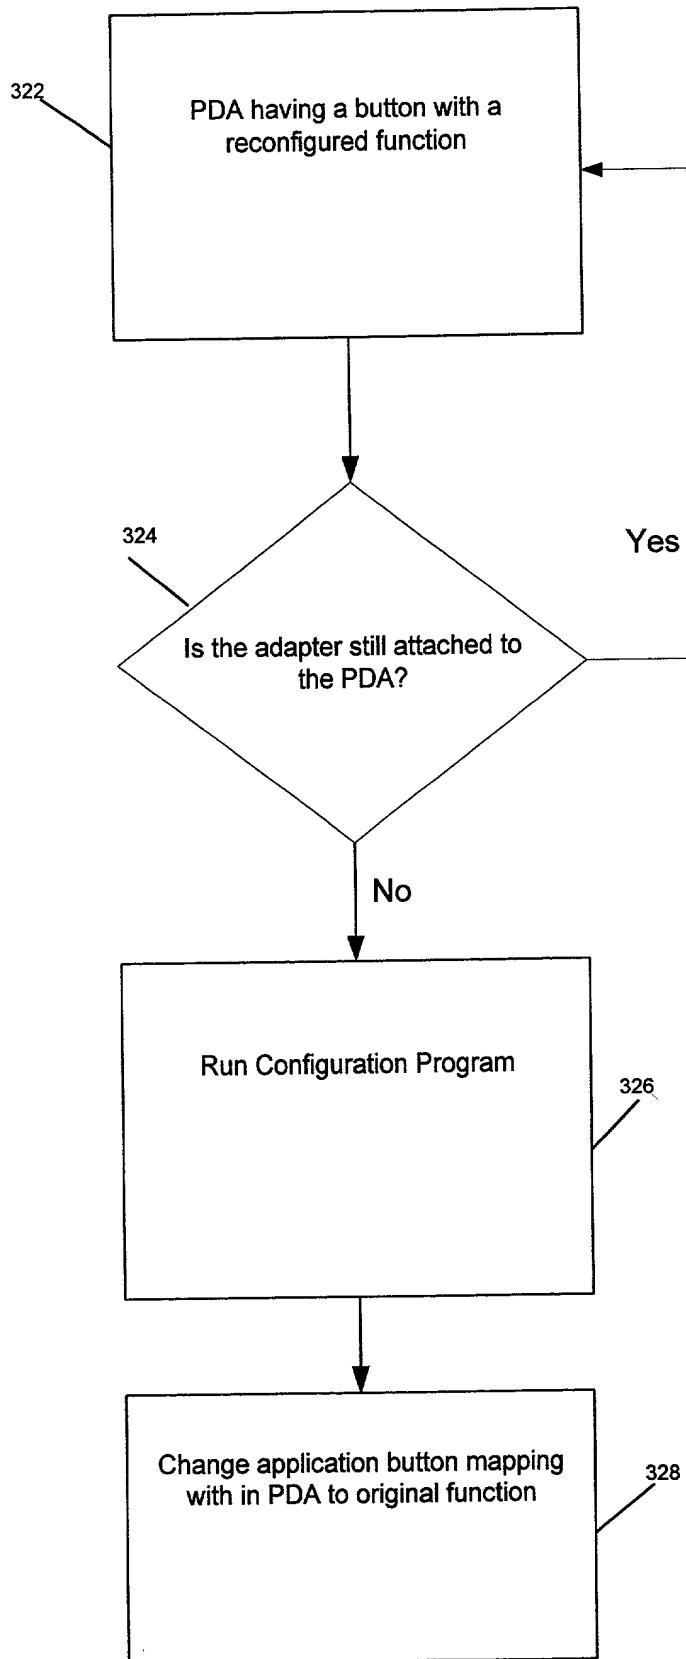 322
PDA having a button with a
reconfigured function
324
Yes
Is the adapter still attached to
the PDA?
No
Run Configuration Program
326
Change application button mapping
with in PDA to original function
328